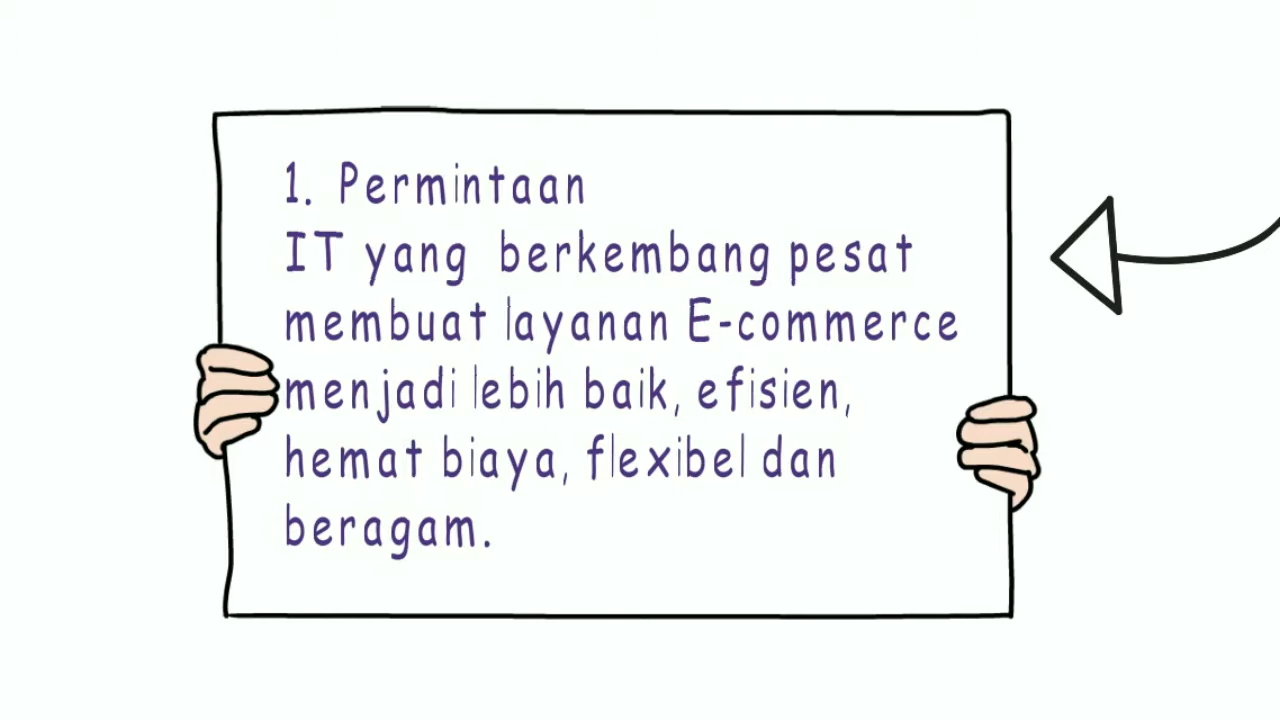 1. Permintaan
IT yang berkembang pesat
membuat layanan E-commerce
menjadi lebih baik, efisien,
hemat biaya, flexibel dan
beragam.